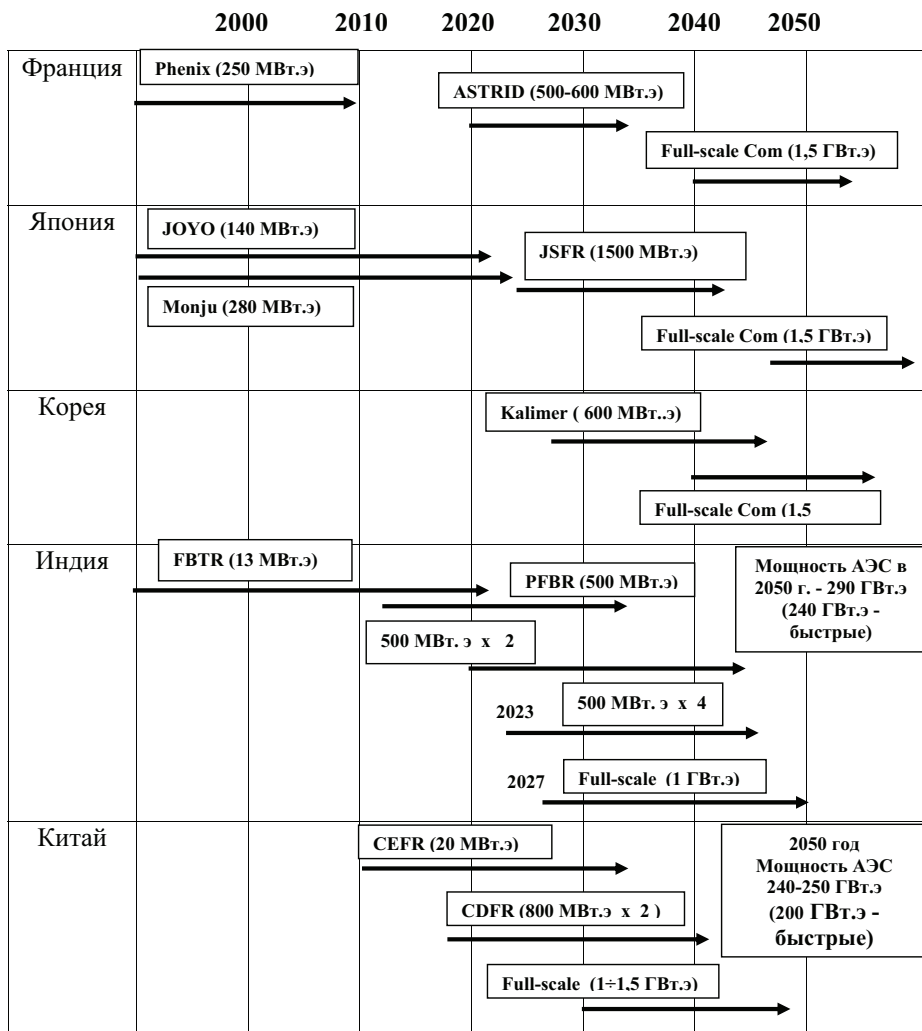 2000 2010 2020 2030 2040 2050
Франция
Phenix (250 МВт.э)
ASTRID (500-600 МВт.э)
Full-scale Com (1,5 ГВт.э)
Япония
JOYO (140 МВт.э)
JSFR (1500 МВт.э)
Monju (280 МВт.э)
Full-scale Com (1,5 ГВт.э)
Корея
Kalimer ( 600 МВт..э)
Full-scale Com (1,5
Индия
FBTR (13 МВт.э)
PFBR (500 МВт.э)
Мощность АЭС в
2050 г. - 290 ГВт.э
(240 ГВт.э -
быстрые)
500 МВт. э х 2
500 МВт. э х 4
2023
2027
Full-scale (1 ГВт.э)
Китай
CEFR (20 МВт.э)
2050 год
Мощность АЭС
240-250 ГВт.э
(200 ГВт.э -
быстрые)
CDFR (800 МВт.э х 2 )
Full-scale (1÷1,5 ГВт.э)